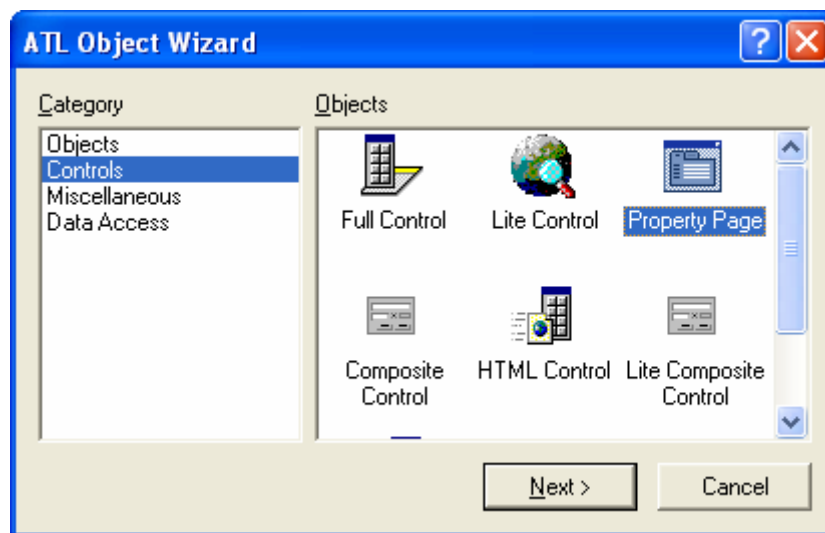 ATL Object Wizard
Category
Objects
Objects
Controls
Miscellaneous
Data Access
Full Control
Lite Control
Property Page
Composite
Control
HTML Control
Lite Composite
Control
Next >
Cancel